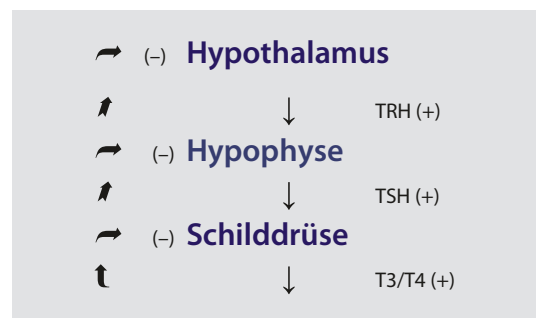 (–) Hypothalamus
↓ TRH (+)
(–) Hypophyse
↓ TSH (+)
(–) Schilddrüse
↓ T3/T4 (+)